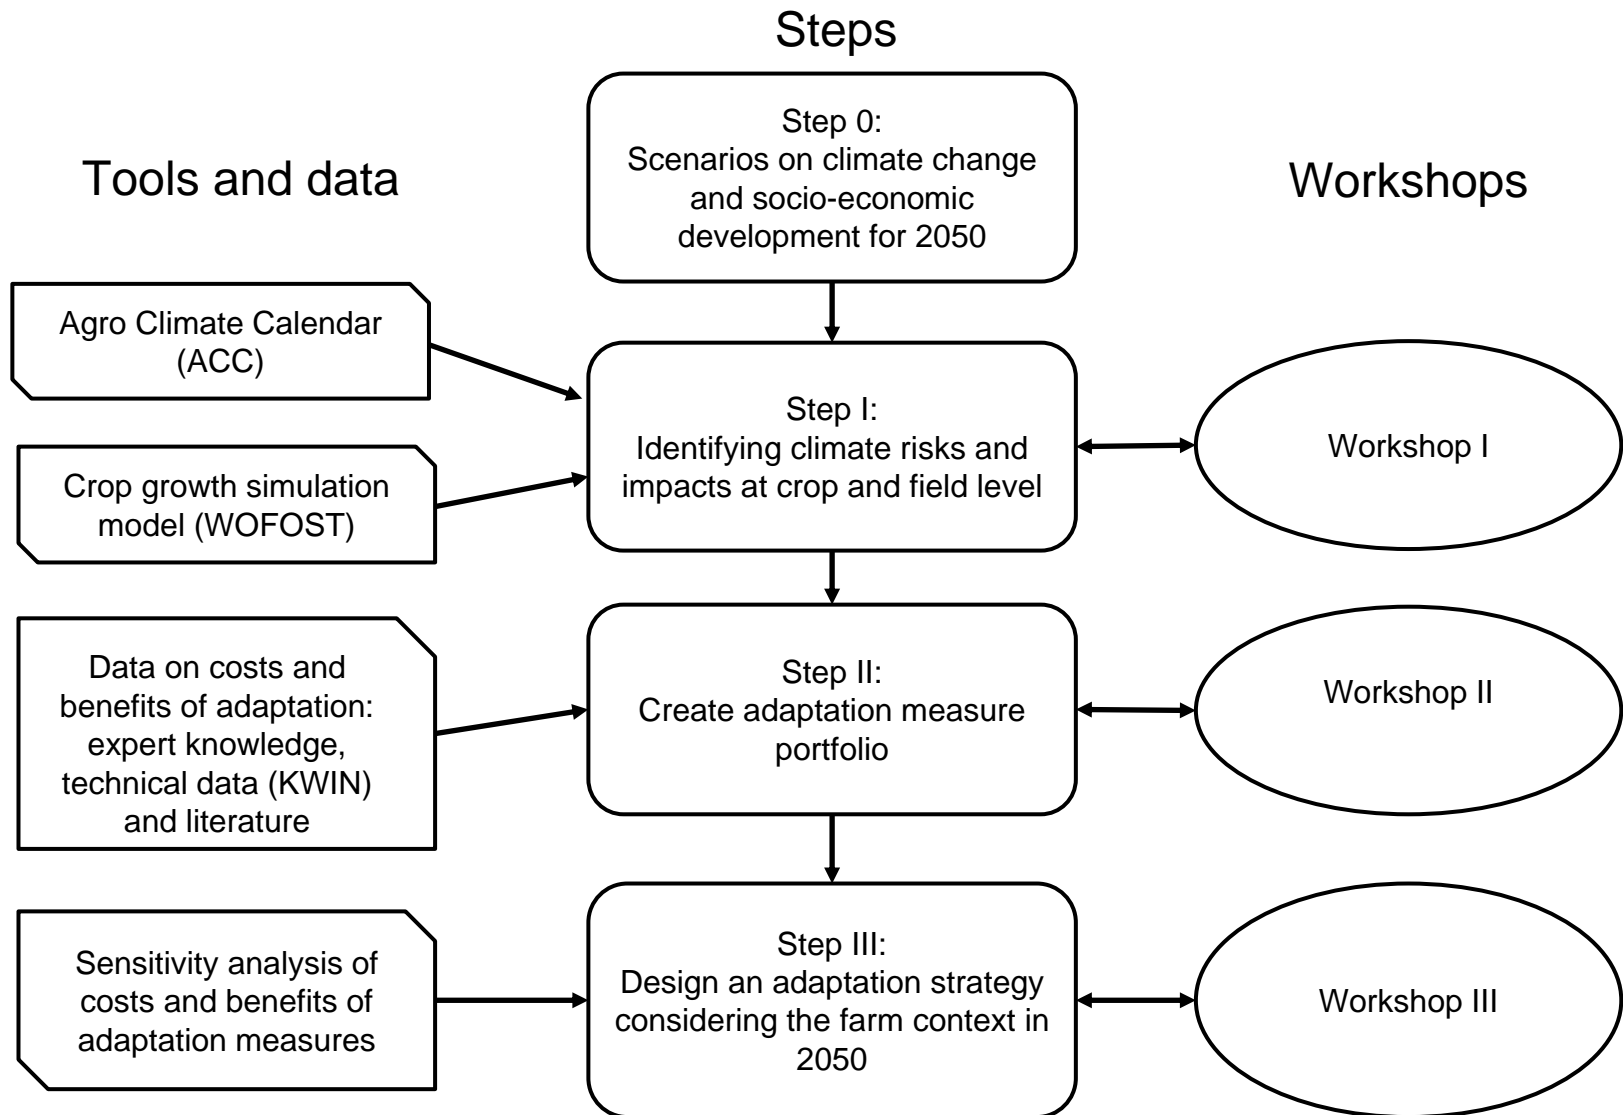 Steps
Tools and data
Workshops
Step 0:
Scenarios on climate change
and socio-economic
development for 2050
Agro Climate Calendar
(ACC)
Crop growth simulation
model (WOFOST)
Step I:
Identifying climate risks and
impacts at crop and field level
Workshop I
Data on costs and
benefits of adaptation:
expert knowledge,
technical data (KWIN)
and literature
Step II:
Create adaptation measure
portfolio
Workshop II
Sensitivity analysis of
costs and benefits of
adaptation measures
Step III:
Design an adaptation strategy
considering the farm context in
2050
Workshop III